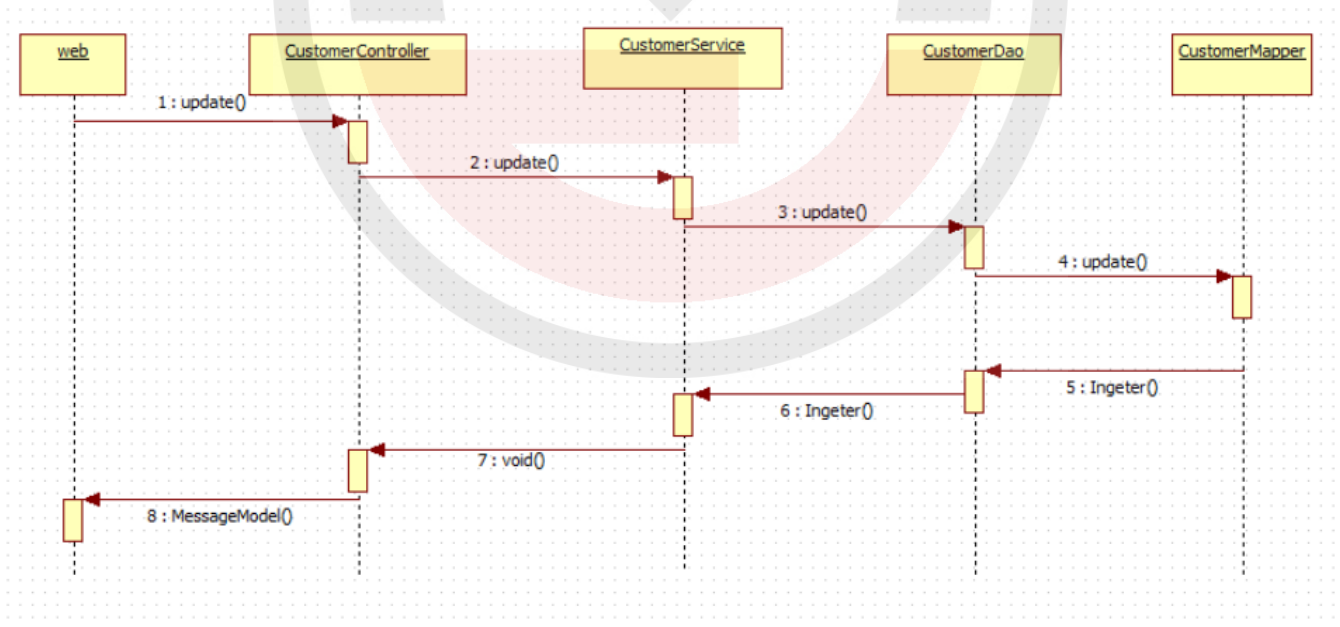 web
CustomerController
CustomerService
CustomerDao
CustomerMapper
1 : update()
2 : update()
3 : update()
4 : update()
5 : Ingeter()
6 : Ingeter()
7 : void()
8 : MessageModel()